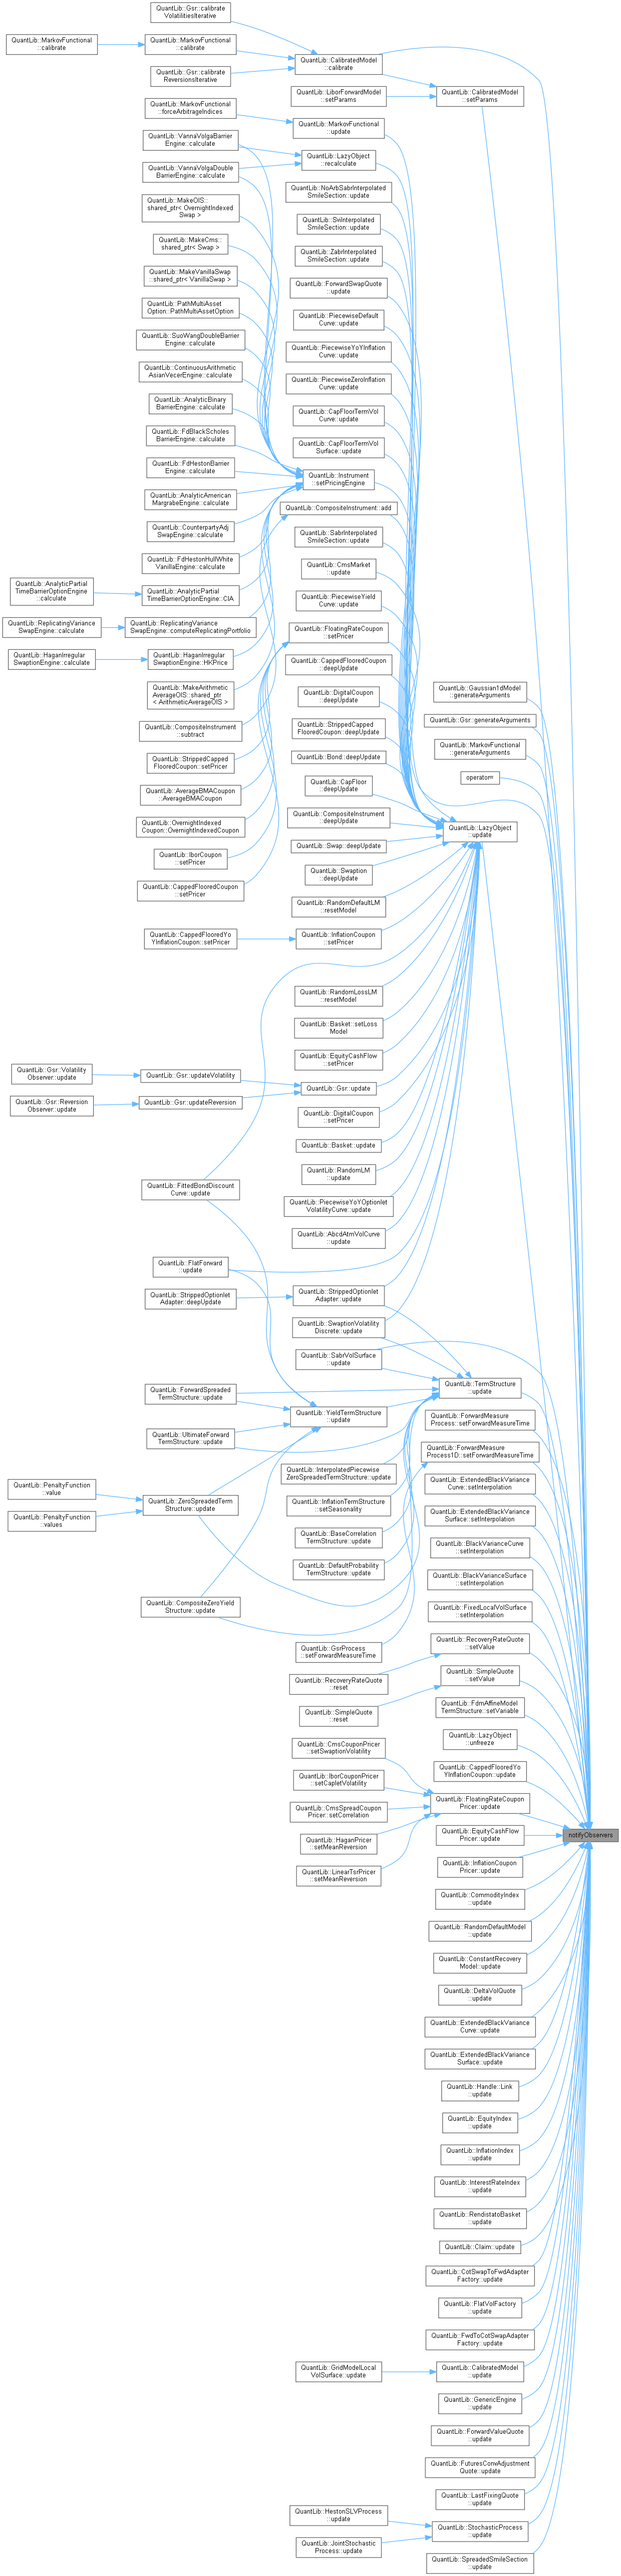 QuantLib::Gsr::calibrate
VolatilitiesIterative
QuantLib::MarkovFunctional
::calibrate
QuantLib::MarkovFunctional
::calibrate
QuantLib::Gsr::calibrate
ReversionsIterative
QuantLib::CalibratedModel
::calibrate
QuantLib::LiborForwardModel
::setParams
QuantLib::CalibratedModel
::setParams
QuantLib::MarkovFunctional
::forceArbitrageIndices
QuantLib::MarkovFunctional
::update
QuantLib::VannaVolgaBarrier
Engine::calculate
QuantLib::LazyObject
::recalculate
QuantLib::VannaVolgaDouble
BarrierEngine::calculate
QuantLib::NoArbSabrInterpolated
SmileSection::update
QuantLib::MakeOIS::
shared_ptr< OvernightIndexed
Swap >
QuantLib::SviInterpolated
SmileSection::update
QuantLib::MakeCms::
shared_ptr< Swap >
QuantLib::ZabrInterpolated
SmileSection::update
QuantLib::MakeVanillaSwap
::shared_ptr< VanillaSwap >
QuantLib::ForwardSwapQuote
::update
QuantLib::PathMultiAsset
Option::PathMultiAssetOption
QuantLib::PiecewiseDefault
Curve::update
QuantLib::SuoWangDoubleBarrier
Engine::calculate
QuantLib::PiecewiseYoYInflation
Curve::update
QuantLib::ContinuousArithmetic
AsianVecerEngine::calculate
QuantLib::PiecewiseZeroInflation
Curve::update
QuantLib::AnalyticBinary
BarrierEngine::calculate
QuantLib::CapFloorTermVol
Curve::update
QuantLib::FdBlackScholes
BarrierEngine::calculate
QuantLib::CapFloorTermVol
Surface::update
QuantLib::FdHestonBarrier
Engine::calculate
QuantLib::Instrument
::setPricingEngine
QuantLib::AnalyticAmerican
MargrabeEngine::calculate
QuantLib::CompositeInstrument::add
QuantLib::CounterpartyAdj
SwapEngine::calculate
QuantLib::SabrInterpolated
SmileSection::update
QuantLib::FdHestonHullWhite
VanillaEngine::calculate
QuantLib::CmsMarket
::update
QuantLib::AnalyticPartial
TimeBarrierOptionEngine
::calculate
QuantLib::AnalyticPartial
TimeBarrierOptionEngine::CIA
QuantLib::PiecewiseYield
Curve::update
QuantLib::ReplicatingVariance
SwapEngine::calculate
QuantLib::ReplicatingVariance
SwapEngine::computeReplicatingPortfolio
QuantLib::FloatingRateCoupon
::setPricer
QuantLib::HaganIrregular
SwaptionEngine::calculate
QuantLib::HaganIrregular
SwaptionEngine::HKPrice
QuantLib::CappedFlooredCoupon
::deepUpdate
QuantLib::MakeArithmetic
AverageOIS::shared_ptr
< ArithmeticAverageOIS >
QuantLib::DigitalCoupon
::deepUpdate
QuantLib::Gaussian1dModel
::generateArguments
QuantLib::CompositeInstrument
::subtract
QuantLib::StrippedCapped
FlooredCoupon::deepUpdate
QuantLib::Gsr::generateArguments
QuantLib::StrippedCapped
FlooredCoupon::setPricer
QuantLib::Bond::deepUpdate
QuantLib::MarkovFunctional
::generateArguments
QuantLib::AverageBMACoupon
::AverageBMACoupon
QuantLib::CapFloor
::deepUpdate
operator=
QuantLib::OvernightIndexed
Coupon::OvernightIndexedCoupon
QuantLib::CompositeInstrument
::deepUpdate
QuantLib::LazyObject
::update
QuantLib::IborCoupon
::setPricer
QuantLib::Swap::deepUpdate
QuantLib::CappedFlooredCoupon
::setPricer
QuantLib::Swaption
::deepUpdate
QuantLib::RandomDefaultLM
::resetModel
QuantLib::CappedFlooredYo
YInflationCoupon::setPricer
QuantLib::InflationCoupon
::setPricer
QuantLib::RandomLossLM
::resetModel
QuantLib::Basket::setLoss
Model
QuantLib::EquityCashFlow
::setPricer
QuantLib::Gsr::Volatility
Observer::update
QuantLib::Gsr::updateVolatility
QuantLib::Gsr::update
QuantLib::Gsr::Reversion
Observer::update
QuantLib::Gsr::updateReversion
QuantLib::DigitalCoupon
::setPricer
QuantLib::Basket::update
QuantLib::RandomLM
::update
QuantLib::FittedBondDiscount
Curve::update
QuantLib::PiecewiseYoYOptionlet
VolatilityCurve::update
QuantLib::AbcdAtmVolCurve
::update
QuantLib::FlatForward
::update
QuantLib::StrippedOptionlet
Adapter::deepUpdate
QuantLib::StrippedOptionlet
Adapter::update
QuantLib::SwaptionVolatility
Discrete::update
QuantLib::SabrVolSurface
::update
QuantLib::TermStructure
::update
QuantLib::ForwardSpreaded
TermStructure::update
QuantLib::YieldTermStructure
::update
QuantLib::ForwardMeasure
Process::setForwardMeasureTime
QuantLib::UltimateForward
TermStructure::update
QuantLib::ForwardMeasure
Process1D::setForwardMeasureTime
QuantLib::InterpolatedPiecewise
ZeroSpreadedTermStructure::update
QuantLib::ExtendedBlackVariance
Curve::setInterpolation
QuantLib::PenaltyFunction
::value
QuantLib::ZeroSpreadedTerm
Structure::update
QuantLib::InflationTermStructure
::setSeasonality
QuantLib::ExtendedBlackVariance
Surface::setInterpolation
QuantLib::PenaltyFunction
::values
QuantLib::BaseCorrelation
TermStructure::update
QuantLib::BlackVarianceCurve
::setInterpolation
QuantLib::DefaultProbability
TermStructure::update
QuantLib::BlackVarianceSurface
::setInterpolation
QuantLib::CompositeZeroYield
Structure::update
QuantLib::FixedLocalVolSurface
::setInterpolation
QuantLib::GsrProcess
::setForwardMeasureTime
QuantLib::RecoveryRateQuote
::setValue
QuantLib::RecoveryRateQuote
::reset
QuantLib::SimpleQuote
::setValue
QuantLib::SimpleQuote
::reset
QuantLib::FdmAffineModel
TermStructure::setVariable
QuantLib::LazyObject
::unfreeze
QuantLib::CmsCouponPricer
::setSwaptionVolatility
QuantLib::CappedFlooredYo
YInflationCoupon::update
QuantLib::IborCouponPricer
::setCapletVolatility
QuantLib::FloatingRateCoupon
Pricer::update
QuantLib::CmsSpreadCoupon
Pricer::setCorrelation
notifyObservers
QuantLib::EquityCashFlow
Pricer::update
QuantLib::HaganPricer
::setMeanReversion
QuantLib::InflationCoupon
Pricer::update
QuantLib::LinearTsrPricer
::setMeanReversion
QuantLib::CommodityIndex
::update
QuantLib::RandomDefaultModel
::update
QuantLib::ConstantRecovery
Model::update
QuantLib::DeltaVolQuote
::update
QuantLib::ExtendedBlackVariance
Curve::update
QuantLib::ExtendedBlackVariance
Surface::update
QuantLib::Handle::Link
::update
QuantLib::EquityIndex
::update
QuantLib::InflationIndex
::update
QuantLib::InterestRateIndex
::update
QuantLib::RendistatoBasket
::update
QuantLib::Claim::update
QuantLib::CotSwapToFwdAdapter
Factory::update
QuantLib::FlatVolFactory
::update
QuantLib::FwdToCotSwapAdapter
Factory::update
QuantLib::GridModelLocal
VolSurface::update
QuantLib::CalibratedModel
::update
QuantLib::GenericEngine
::update
QuantLib::ForwardValueQuote
::update
QuantLib::FuturesConvAdjustment
Quote::update
QuantLib::LastFixingQuote
::update
QuantLib::HestonSLVProcess
::update
QuantLib::StochasticProcess
::update
QuantLib::JointStochastic
Process::update
QuantLib::SpreadedSmileSection
::update